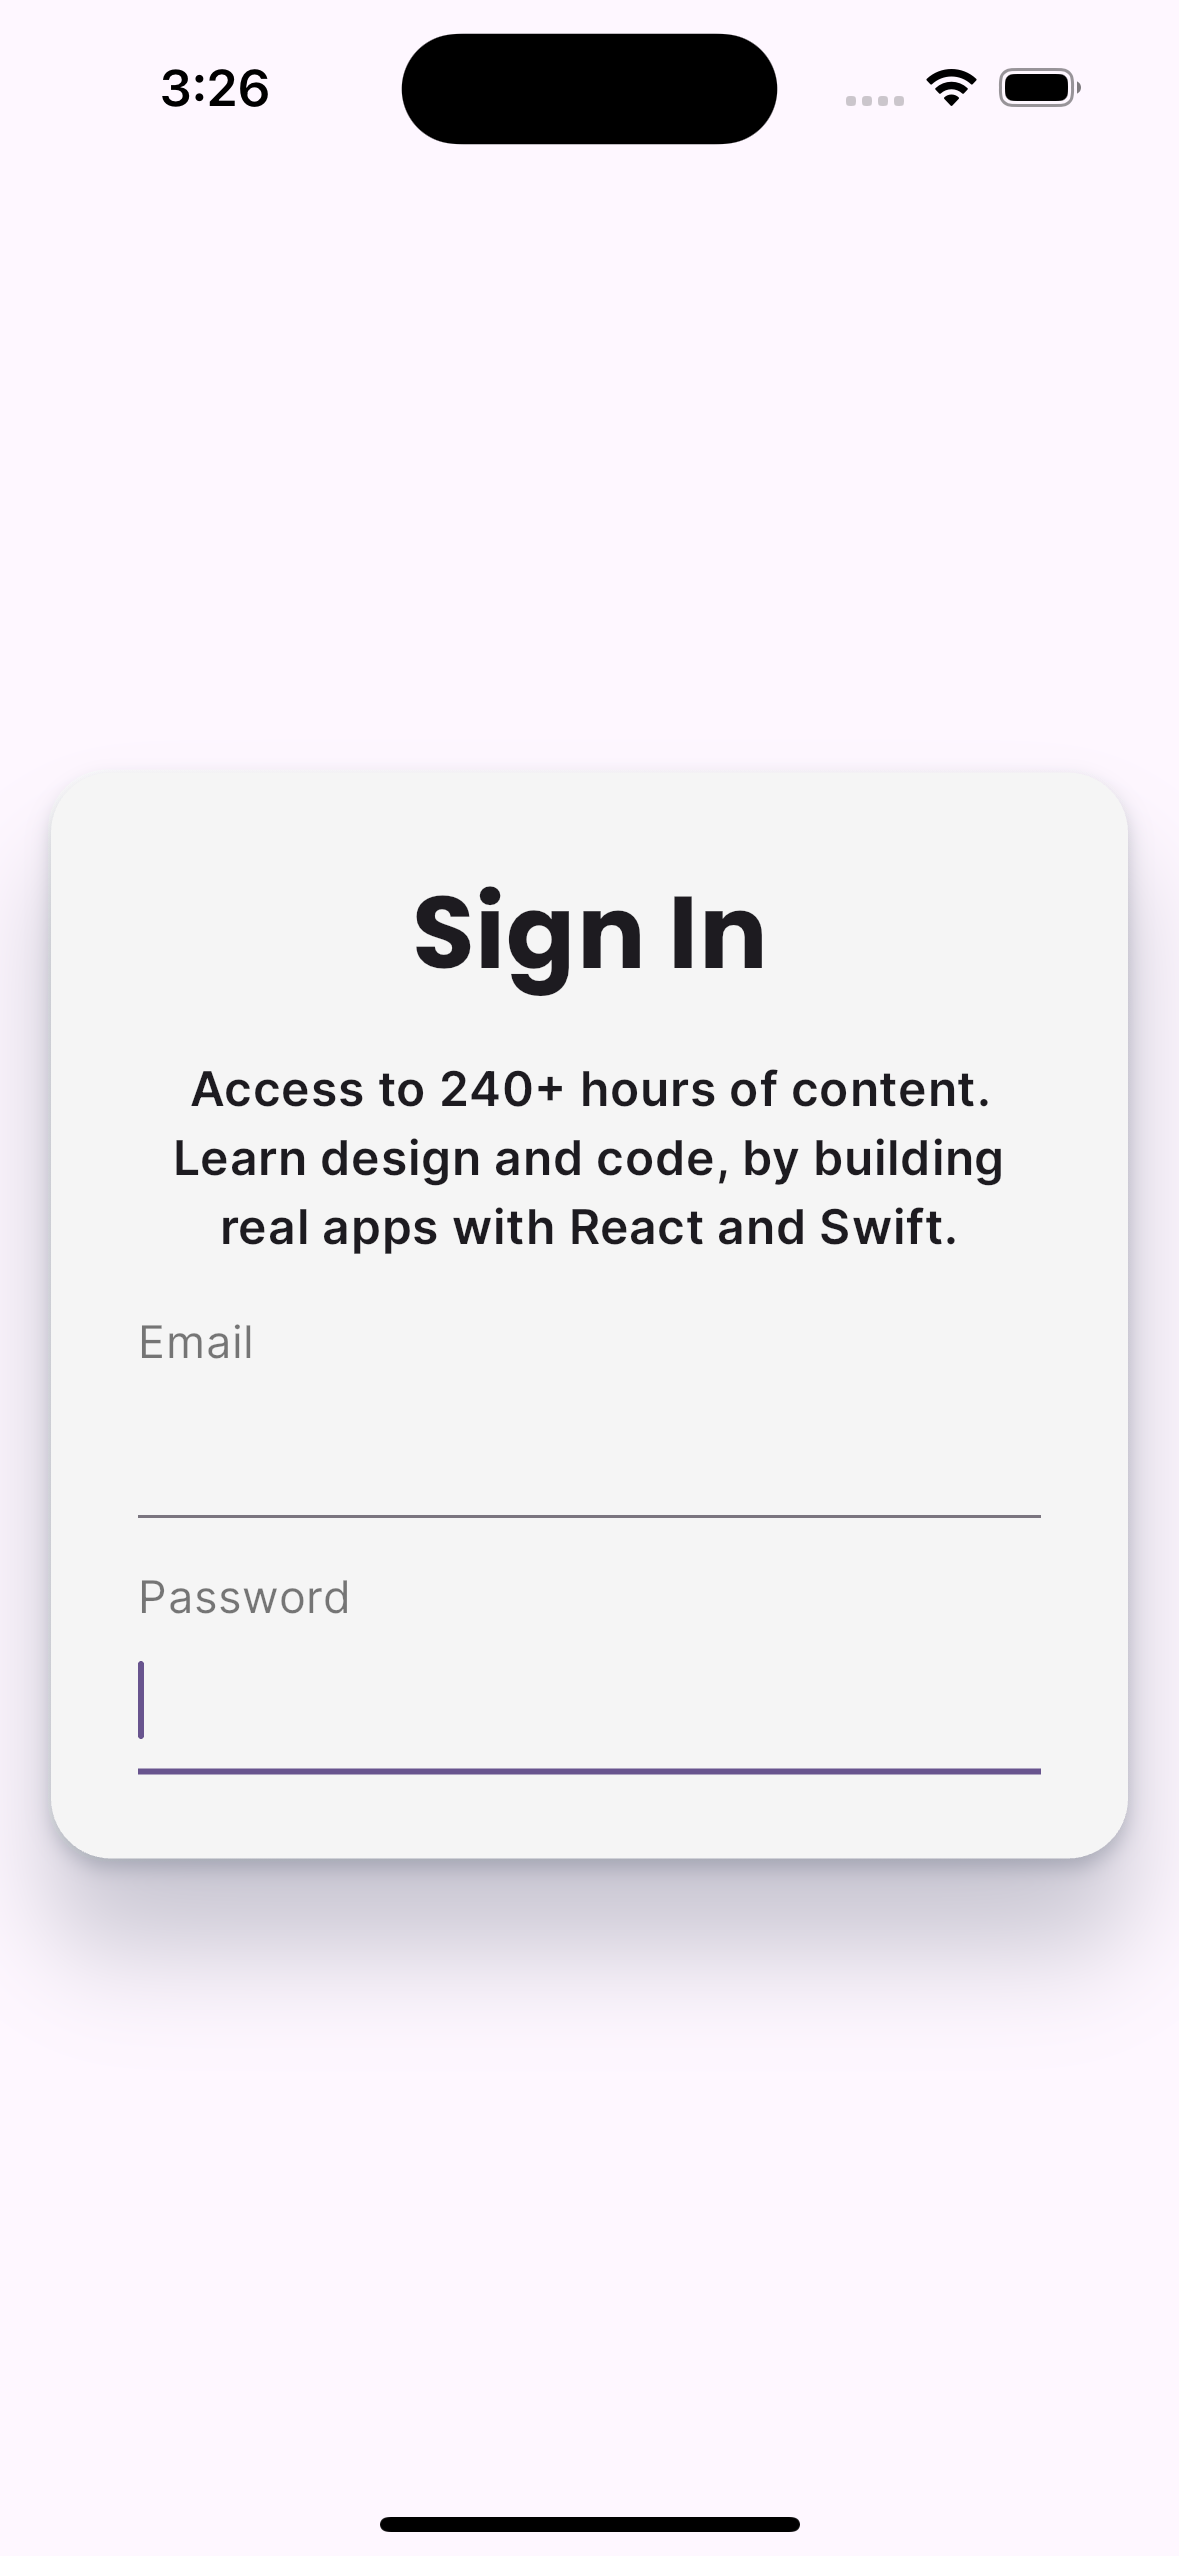 3:26
Sign In
Access to 240+ hours of content.
Learn design and code, by building
real apps with React and Swift.
Email
Password